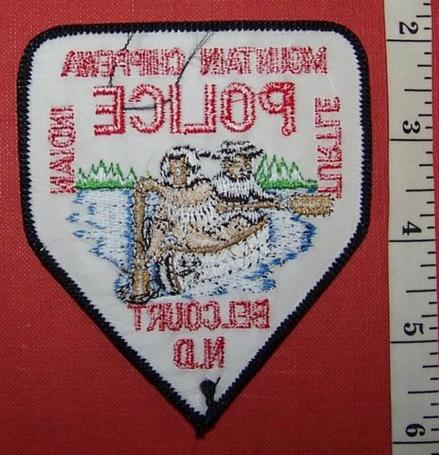 TURTLE
MOUNTAIN CHIPPEWA
INDIAN
POLICE
BELCOURT
N.D
2
3
4
5
6